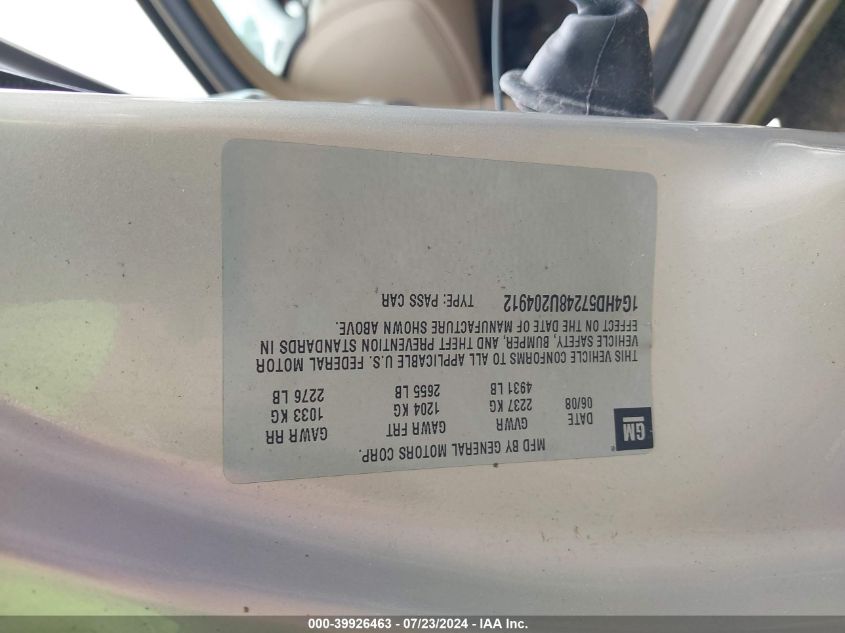 MFD BY GENERAL MOTORS CORP.
GM
DATE GVWR GAWR FRT GAWR RR
06/08 2237 KG 1204 KG 1033 KG
4931 LB 2655 LB 2276 LB
THIS VEHICLE CONFORMS TO ALL APPLICABLE U.S. FEDERAL MOTOR
VEHICLE SAFETY, BUMPER, AND THEFT PREVENTION STANDARDS IN
EFFECT ON THE DATE OF MANUFACTURE SHOWN ABOVE.
1G4HD57248U204912 TYPE: PASS CAR
000-39926463 - 07/23/2024 - IAA Inc.